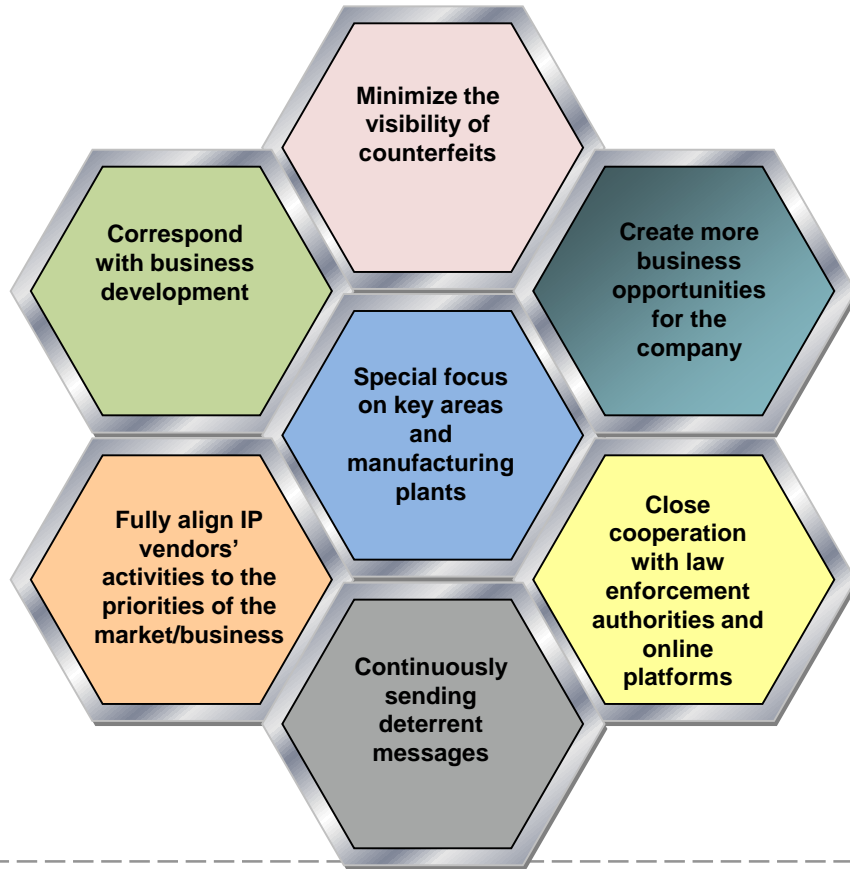 Minimize the
visibility of
counterfeits
Correspond
with business
development
Create more
business
opportunities
for the
company
Special focus
on key areas
and
manufacturing
plants
Fully align IP
vendors’
activities to the
priorities of the
market/business
Close
cooperation
with law
enforcement
authorities and
online
platforms
Continuously
sending
deterrent
messages